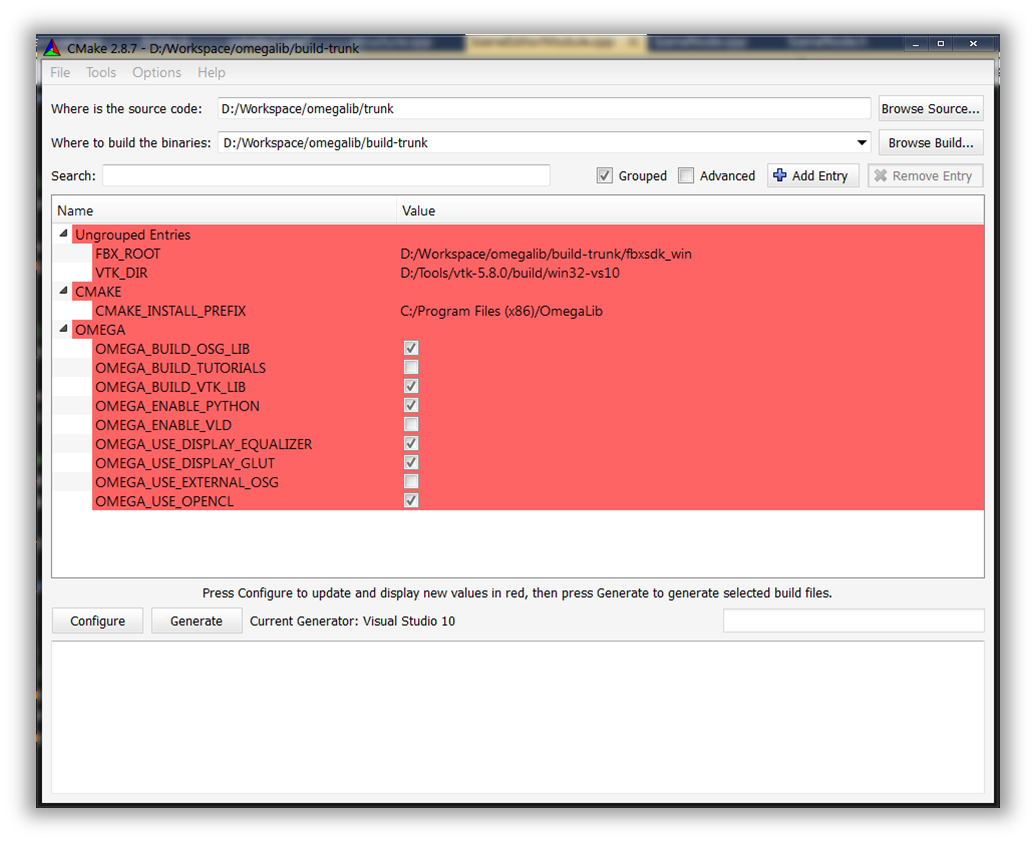 CMake 2.8.7 - D:/Workspace/omegalib/build-trunk
File Tools Options Help
Where is the source code: D:/Workspace/omegalib/trunk Browse Source...
Where to build the binaries: D:/Workspace/omegalib/build-trunk Browse Build...
Search: Grouped Advanced Add Entry Remove Entry
Name Value
Ungrouped Entries
FBX_ROOT D:/Workspace/omegalib/build-trunk/fbxsdk_win
VTK_DIR D:/Tools/vtk-5.8.0/build/win32-vs10
CMAKE
CMAKE_INSTALL_PREFIX C:/Program Files (x86)/OmegaLib
OMEGA
OMEGA_BUILD_OSG_LIB
OMEGA_BUILD_TUTORIALS
OMEGA_BUILD_VTK_LIB
OMEGA_ENABLE_PYTHON
OMEGA_ENABLE_VLD
OMEGA_USE_DISPLAY_EQUALIZER
OMEGA_USE_DISPLAY_GLUT
OMEGA_USE_EXTERNAL_OSG
OMEGA_USE_OPENCL
Press Configure to update and display new values in red, then press Generate to generate selected build files.
Configure Generate Current Generator: Visual Studio 10